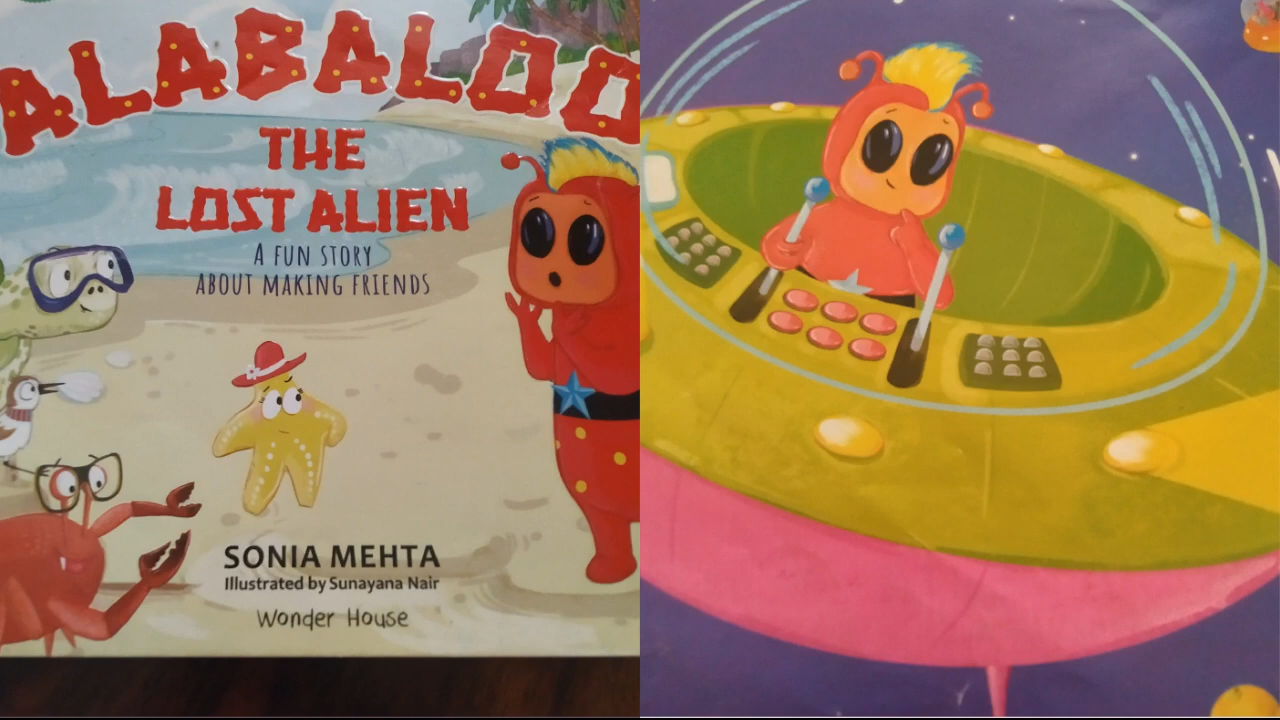 ALABALOO
THE
LOST ALIEN
A FUN STORY
ABOUT MAKING FRIENDS
SONIA MEHTA
Illustrated by Sunayana Nair
Wonder House